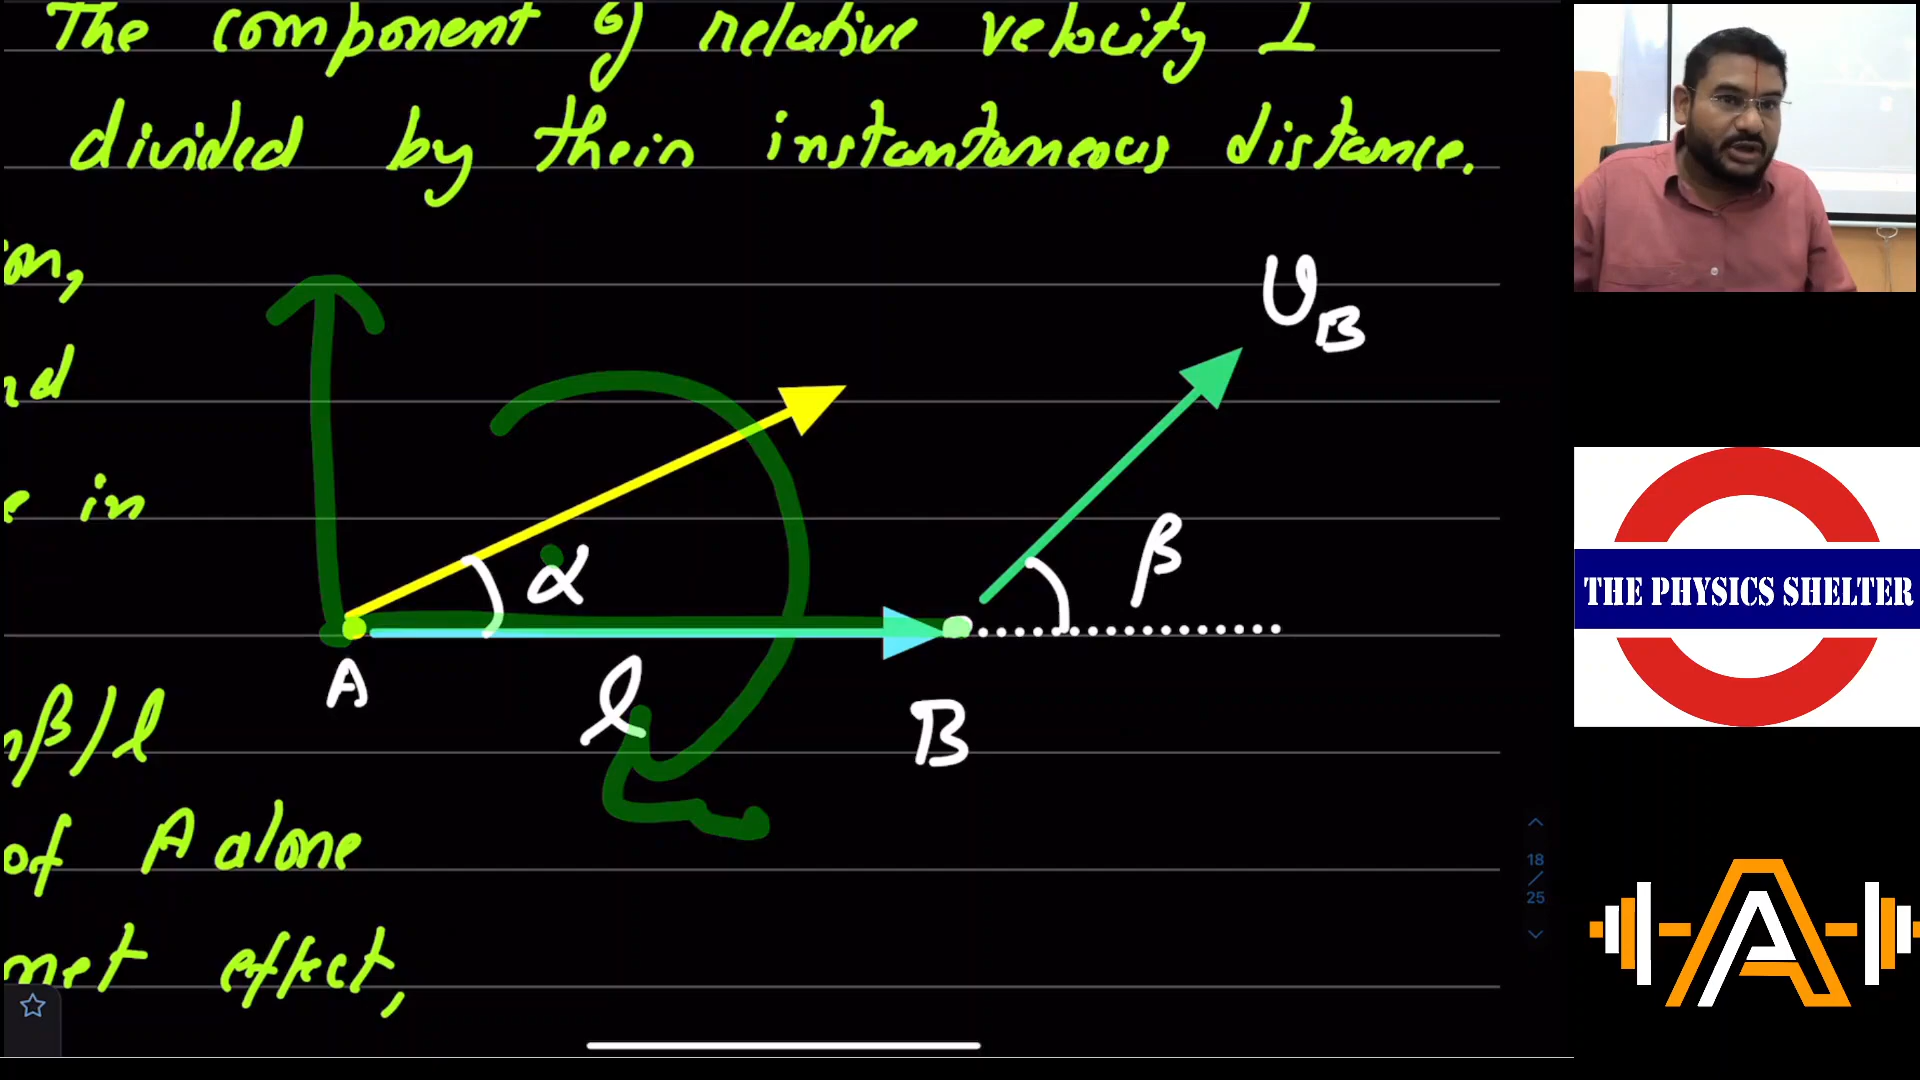 The component of relative velocity ⊥
divided by their instantaneous distance.
on,
nd
e in
nβ/l
of A alone
net effect,
υ_B
α
β
A
l
B
18
/
25
THE PHYSICS SHELTER
A